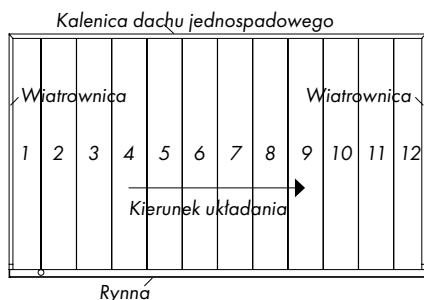 Kalenica dachu jednospadowego
Wiatrownica Wiatrownica
1 2 3 4 5 6 7 8 9 10 11 12
Kierunek układania
Rynna